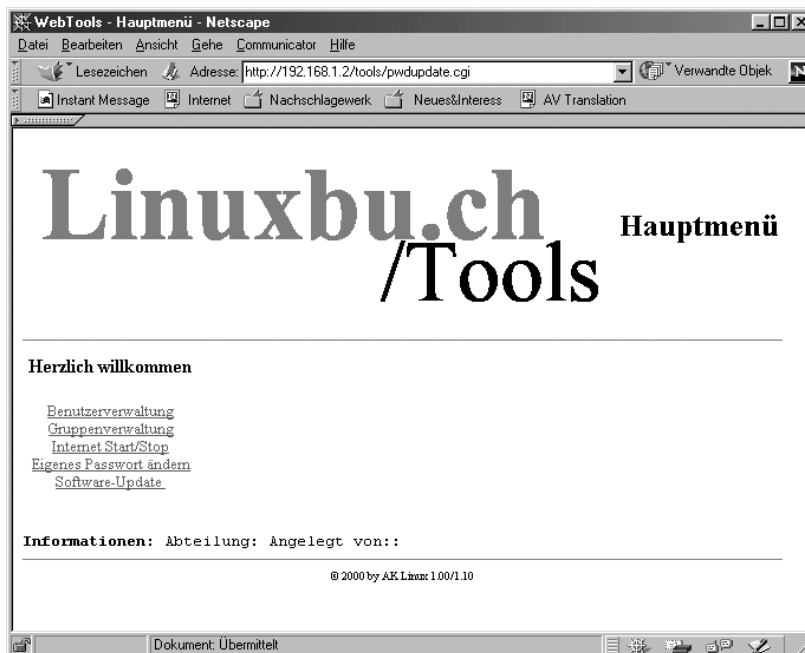 WebTools - Hauptmenü - Netscape
Datei Bearbeiten Ansicht Gehe Communicator Hilfe
Lesezeichen Adresse: http://192.168.1.2/tools/pwdupdate.cgi Verwandte Objek N
Instant Message Internet Nachschlagewerk Neues&Interess AV Translation
Linuxbu.ch
Hauptmenü
/Tools
Herzlich willkommen
Benutzerverwaltung
Gruppenverwaltung
Internet Start/Stop
Eigenes Passwort ändern
Software-Update
Informationen: Abteilung: Angelegt von::
© 2000 by AK Linux 1.00/1.10
Dokument: Übermittelt